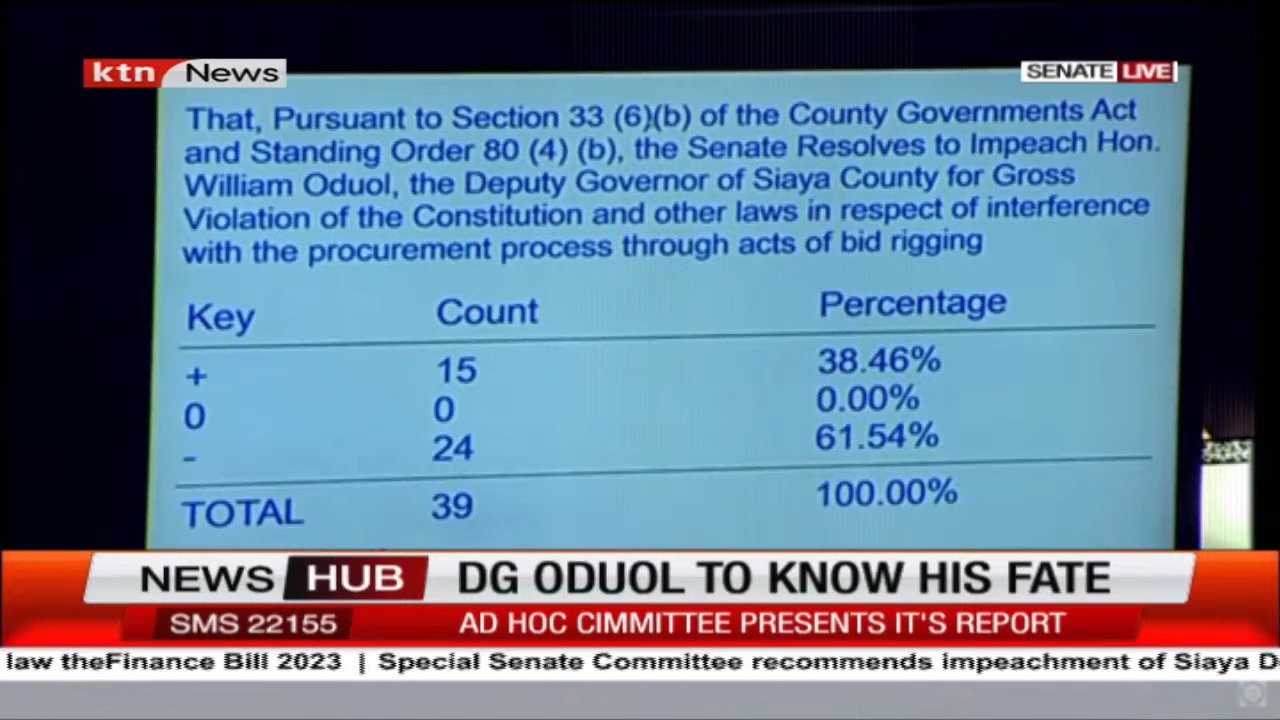 ktn News
SENATE LIVE
That, Pursuant to Section 33 (6)(b) of the County Governments Act
and Standing Order 80 (4) (b), the Senate Resolves to Impeach Hon.
William Oduol, the Deputy Governor of Siaya County for Gross
Violation of the Constitution and other laws in respect of interference
with the procurement process through acts of bid rigging
Key Count Percentage
+ 15 38.46%
0 0 0.00%
- 24 61.54%
TOTAL 39 100.00%
NEWS HUB DG ODUOL TO KNOW HIS FATE
SMS 22155 AD HOC CIMMITTEE PRESENTS IT'S REPORT
law theFinance Bill 2023 | Special Senate Committee recommends impeachment of Siaya D